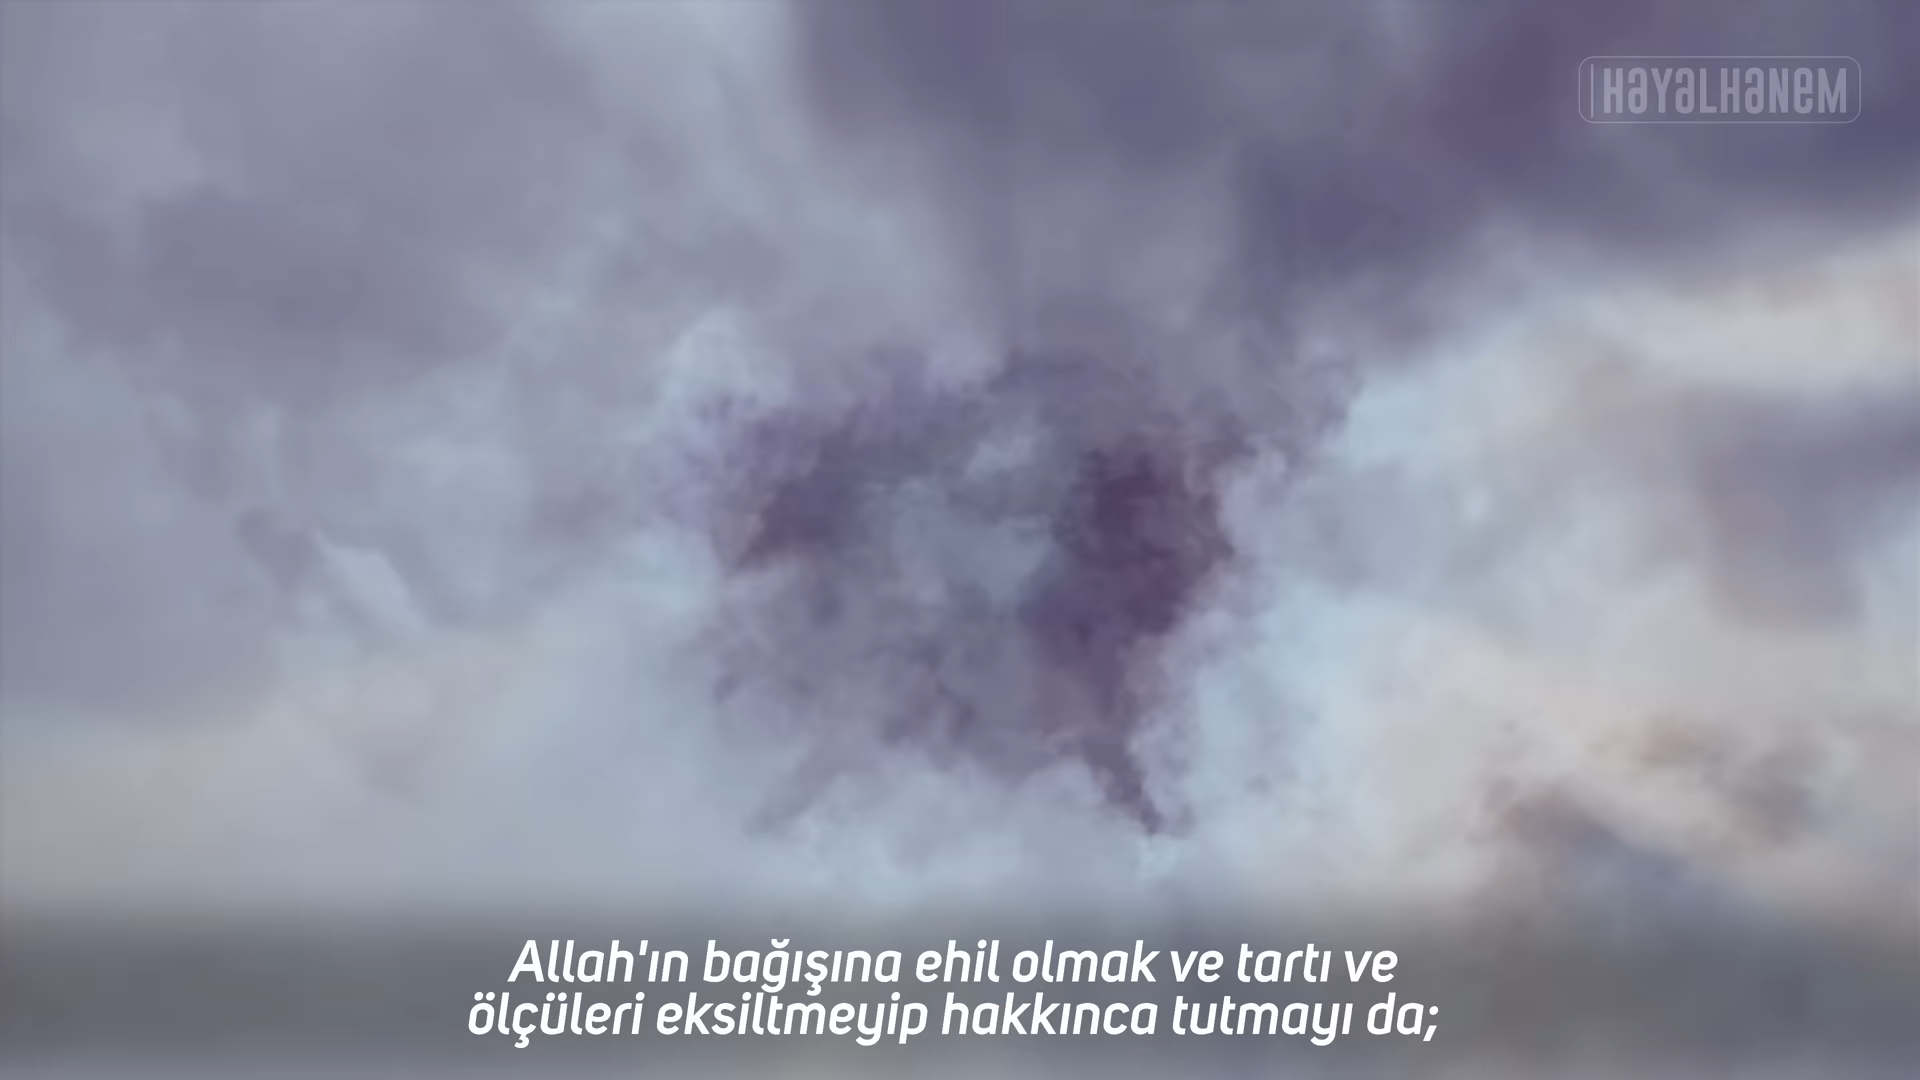 HAYALHANEM
Allah'ın bağışına ehil olmak ve tartı ve
ölçüleri eksiltmeyip hakkınca tutmayı da;